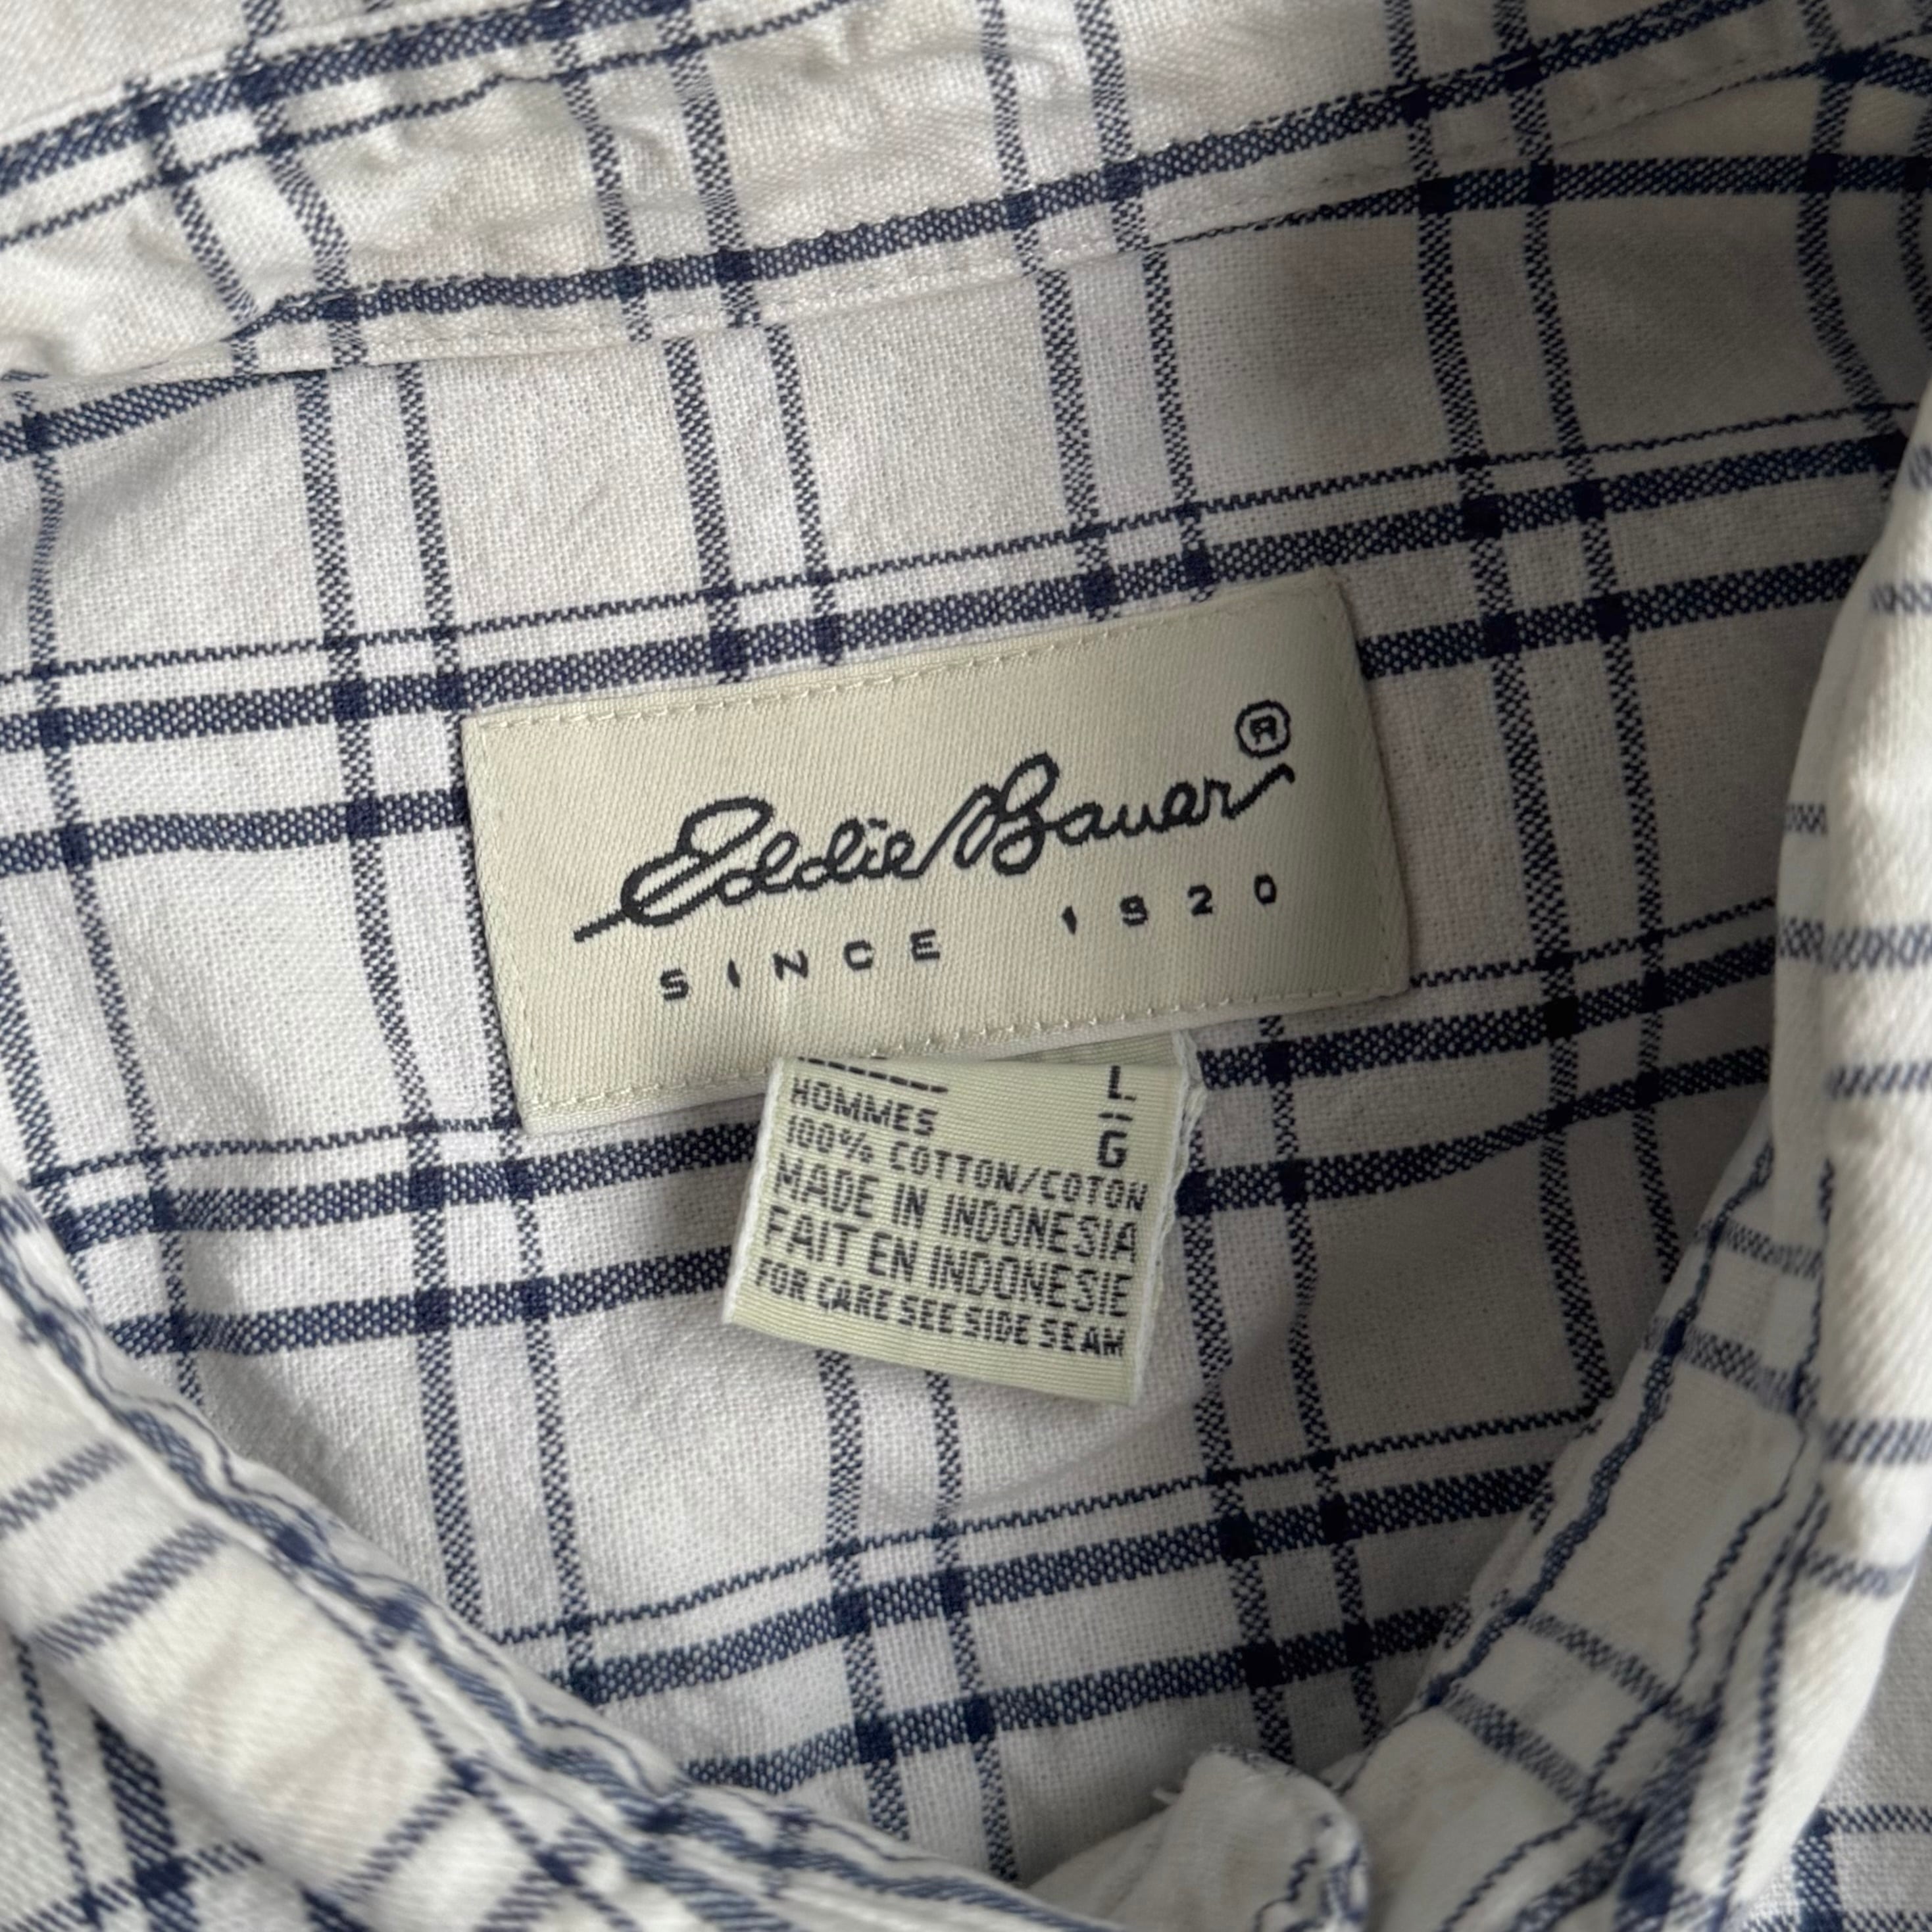 Eddie Bauer®
SINCE 1920
HOMMES L
G
100% COTTON/COTON
MADE IN INDONESIA
FAIT EN INDONESIE
FOR CARE SEE SIDE SEAM